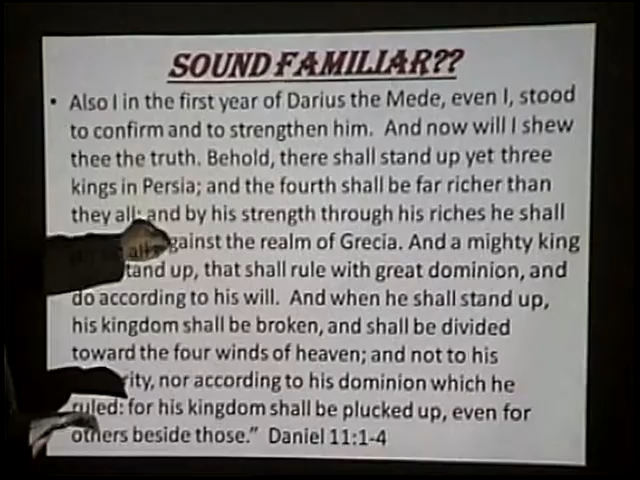 SOUND FAMILIAR??
• Also I in the first year of Darius the Mede, even I, stood
to confirm and to strengthen him. And now will I shew
thee the truth. Behold, there shall stand up yet three
kings in Persia; and the fourth shall be far richer than
they all: and by his strength through his riches he shall
all against the realm of Grecia. And a mighty king
tand up, that shall rule with great dominion, and
do according to his will. And when he shall stand up,
his kingdom shall be broken, and shall be divided
toward the four winds of heaven; and not to his
rity, nor according to his dominion which he
ruled: for his kingdom shall be plucked up, even for
others beside those.” Daniel 11:1-4